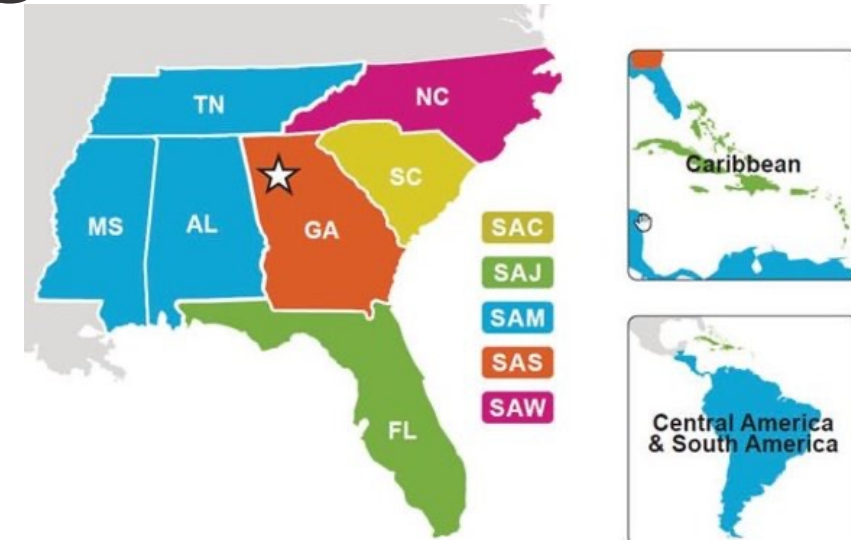 TN
NC
SC
MS
AL
GA
FL
SAC
SAJ
SAM
SAS
SAW
Caribbean
Central America
& South America